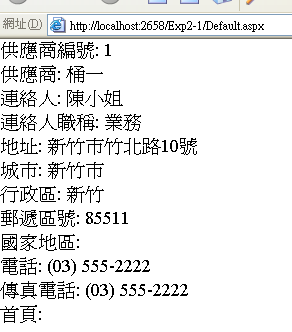 網址(D) http://localhost:2658/Exp2-1/Default.aspx
供應商編號: 1
供應商: 桶一
連絡人: 陳小姐
連絡人職稱: 業務
地址: 新竹市竹北路10號
城市: 新竹市
行政區: 新竹
郵遞區號: 85511
國家地區:
電話: (03) 555-2222
傳真電話: (03) 555-2222
首頁: